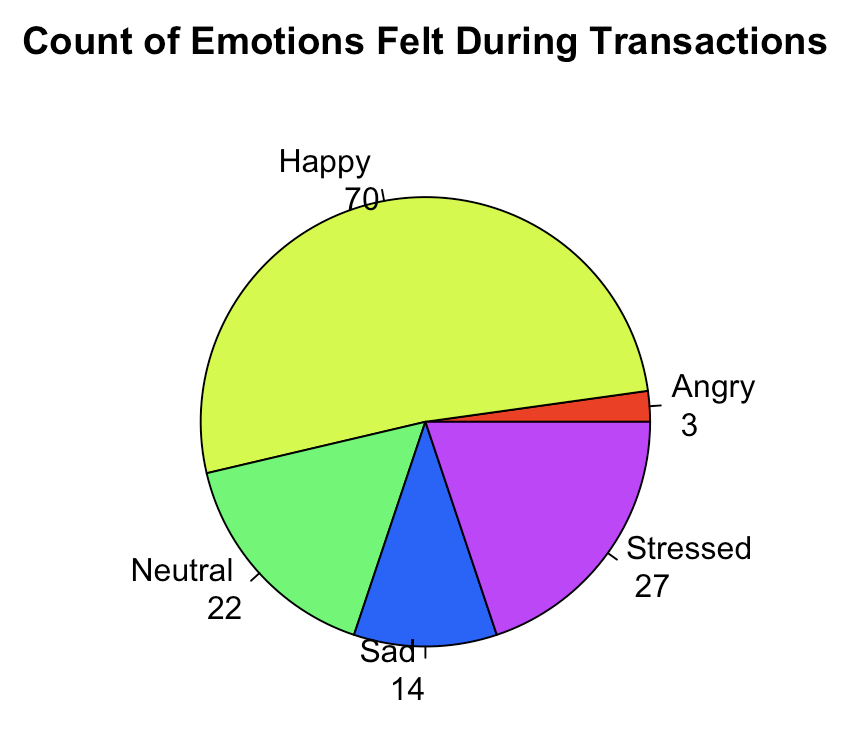 Count of Emotions Felt During Transactions
Happy
70
Angry
3
Stressed
27
Neutral
22
Sad
14